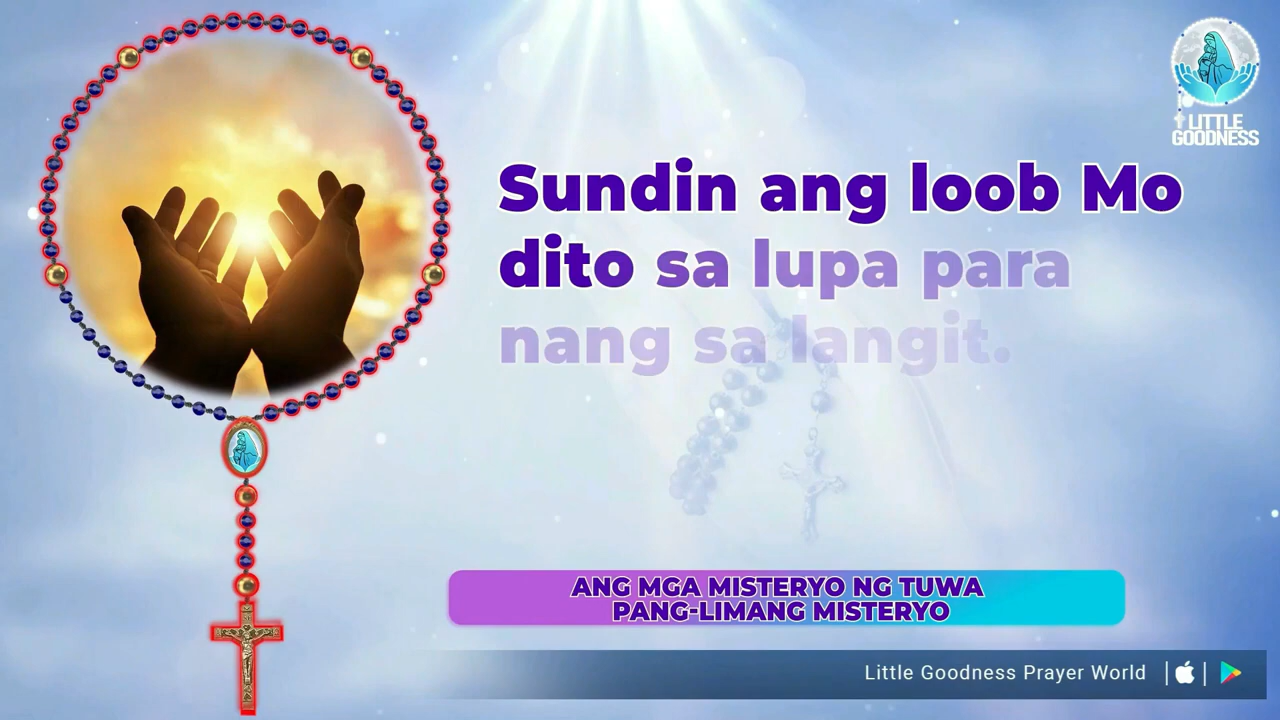 LITTLE
GOODNESS
Sundin ang loob Mo
dito sa lupa para
nang sa langit.
ANG MGA MISTERYO NG TUWA
PANG-LIMANG MISTERYO
Little Goodness Prayer World